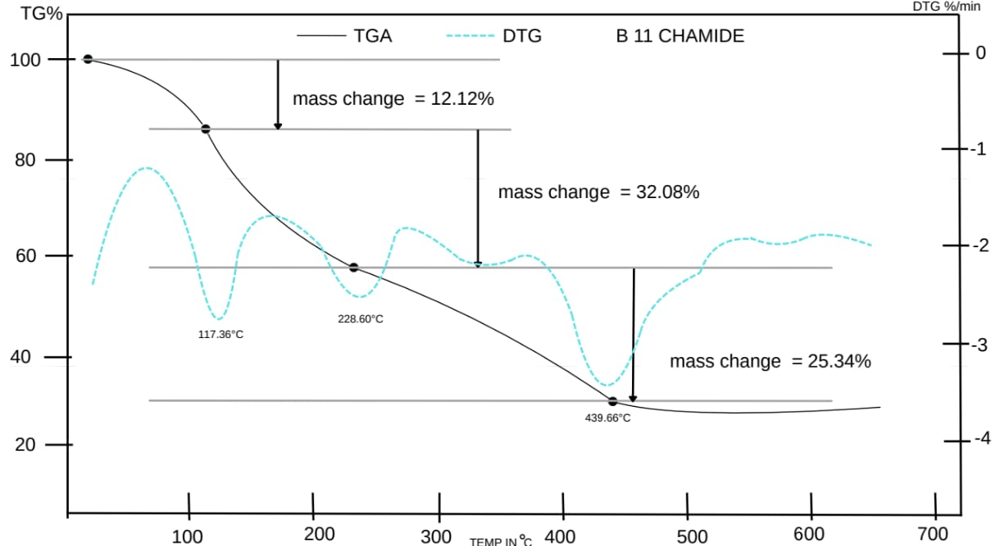 TG%
DTG %/min
TGA
DTG
B 11 CHAMIDE
100
0
mass change = 12.12%
80
-1
mass change = 32.08%
60
-2
117.36°C
228.60°C
40
-3
mass change = 25.34%
439.66°C
20
-4
100
200
300
TEMP IN °C
400
500
600
700